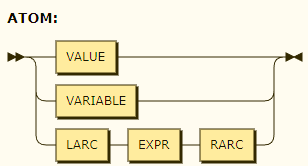 ATOM:
VALUE
VARIABLE
LARC EXPR RARC